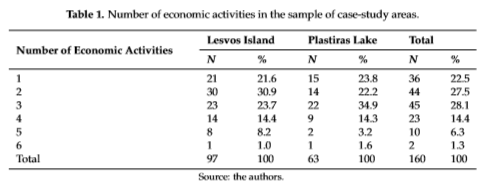 Table 1. Number of economic activities in the sample of case-study areas.
Number of Economic Activities Lesvos Island Plastiras Lake Total
N % N % N %
1 21 21.6 15 23.8 36 22.5
2 30 30.9 14 22.2 44 27.5
3 23 23.7 22 34.9 45 28.1
4 14 14.4 9 14.3 23 14.4
5 8 8.2 2 3.2 10 6.3
6 1 1.0 1 1.6 2 1.3
Total 97 100 63 100 160 100
Source: the authors.